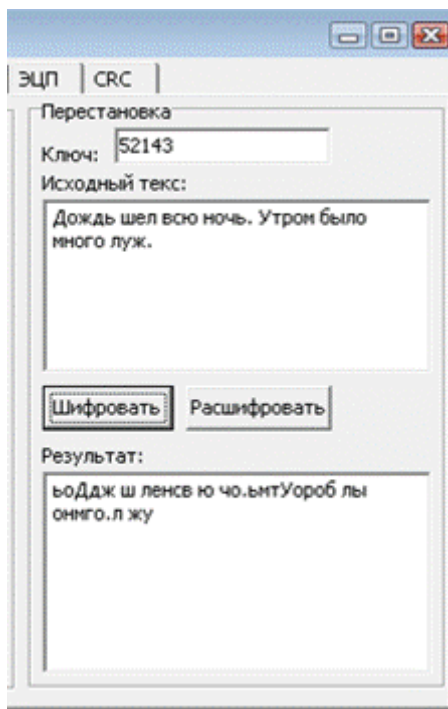 ЭЦП CRC
Перестановка
Ключ: 52143
Исходный текс:
Дождь шел всю ночь. Утром было
много луж.
Шифровать Расшифровать
Результат:
ьоДдж ш ленсв ю чо.ьмтУороб лы
онмго.л жу